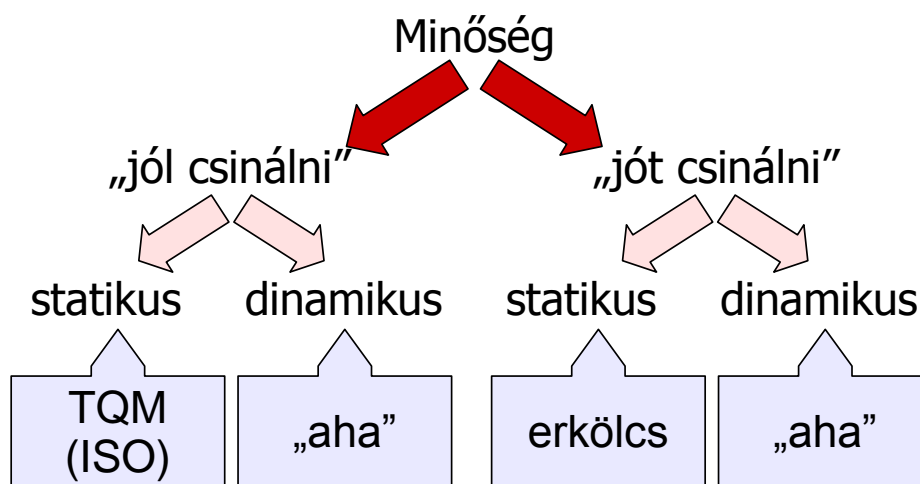 Minőség
„jól csinálni”
„jót csinálni”
statikus
dinamikus
statikus
dinamikus
TQM
(ISO)
„aha”
erkölcs
„aha”